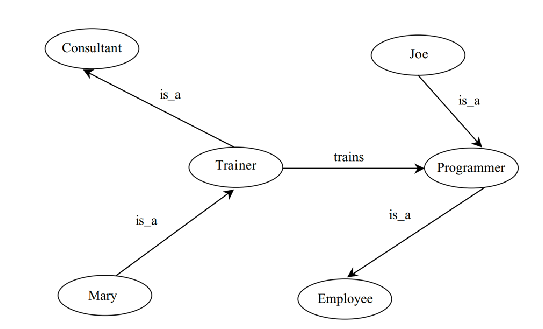 Consultant
Joe
is_a
is_a
Trainer
trains
Programmer
is_a
is_a
Mary
Employee